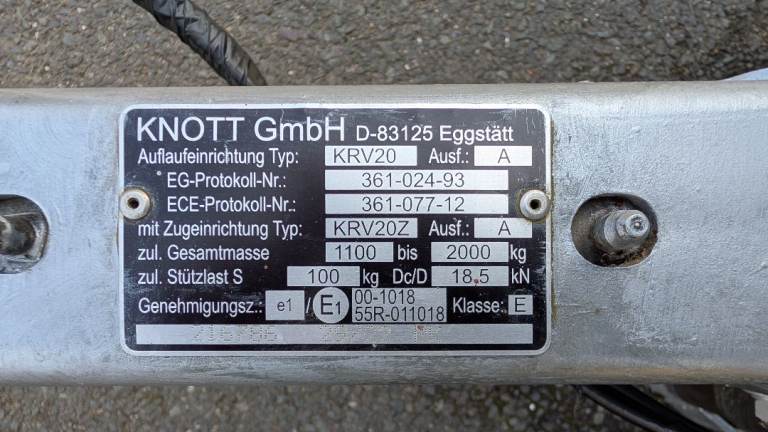 KNOTT GmbH D-83125 Eggstätt
Auflaufeinrichtung Typ: KRV20 Ausf.: A
EG-Protokoll-Nr.: 361-024-93
ECE-Protokoll-Nr.: 361-077-12
mit Zugeinrichtung Typ: KRV20Z Ausf.: A
zul. Gesamtmasse 1100 bis 2000 kg
zul. Stützlast S 100 kg Dc/D 18.5 kN
Genehmigungsz.: e1 / E1 00-1018 Klasse: E
55R-011018